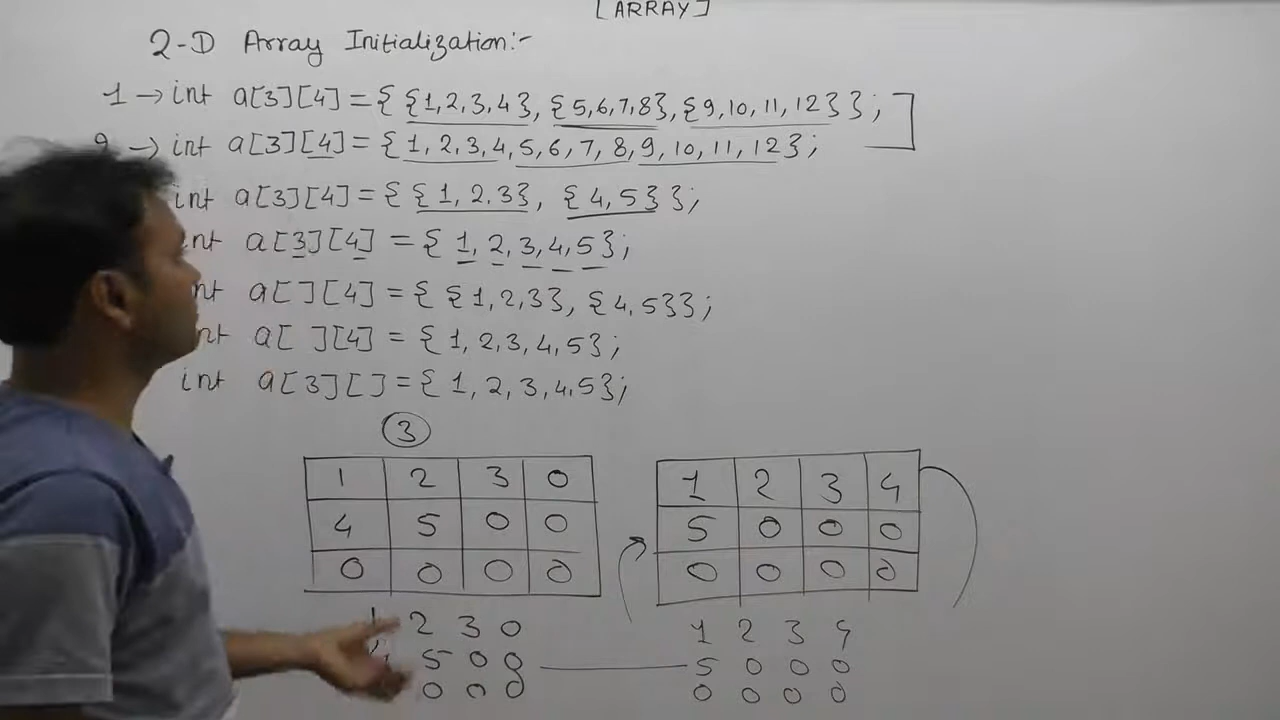 [ARRAY]
2-D Array Initialization:-
1 → int a[3][4] = { {1,2,3,4}, {5,6,7,8}, {9,10,11,12}};
→ int a[3][4] = { 1,2,3,4,5,6,7,8,9,10,11,12};
int a[3][4] = { {1,2.3}, {4,5}};
int a[3][4] = { 1,2,3,4,5};
int a[ ][4] = { {1,2,3}, {4,5}};
int a[ ][4] = { 1,2,3,4,5};
int a[3][ ] = { 1,2,3,4,5};
3
1 2 3 0
4 5 0 0
0 0 0 0
1 2 3 4
5 0 0 0
0 0 0 0
1 2 3 0
5 0 0
0 0 0
1 2 3 4
5 0 0 0
0 0 0 0